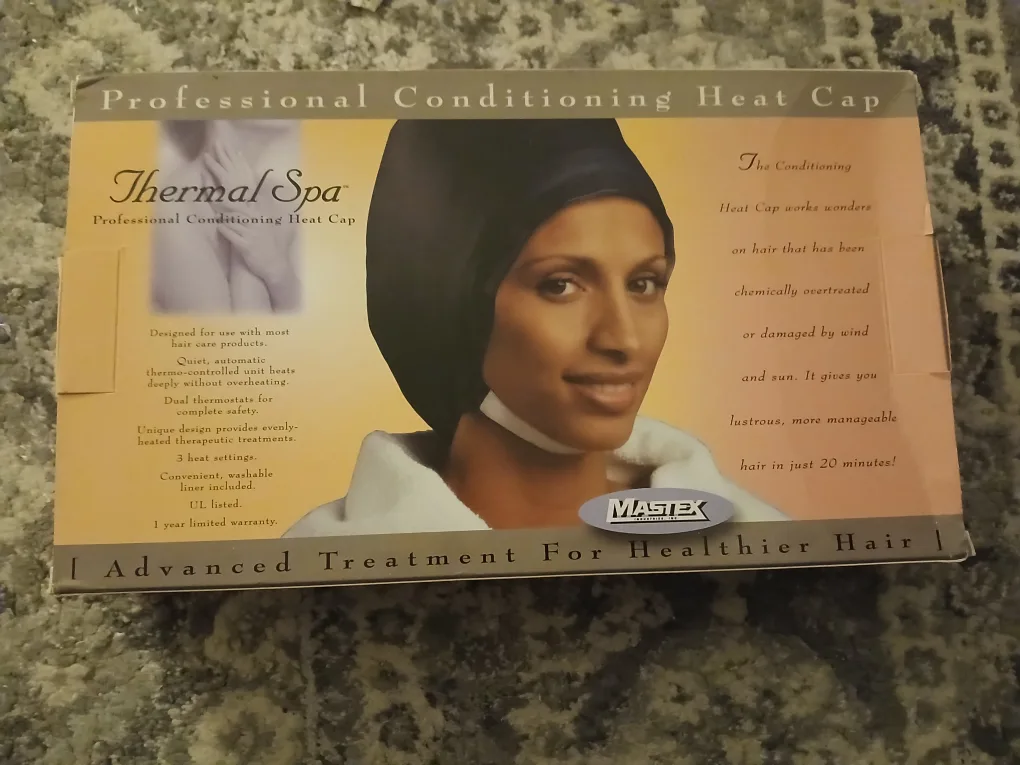 Professional Conditioning Heat Cap
Thermal Spa™
Professional Conditioning Heat Cap
Designed for use with most
hair care products.
Quiet, automatic
thermo-controlled unit heats
deeply without overheating.
Dual thermostats for
complete safety.
Unique design provides evenly-
heated therapeutic treatments.
3 heat settings.
Convenient, washable
liner included.
UL listed.
1 year limited warranty.
The Conditioning
Heat Cap works wonders
on hair that has been
chemically overtreated
or damaged by wind
and sun. It gives you
lustrous, more manageable
hair in just 20 minutes!
MASTEX
INDUSTRIES, INC.
[ Advanced Treatment For Healthier Hair ]